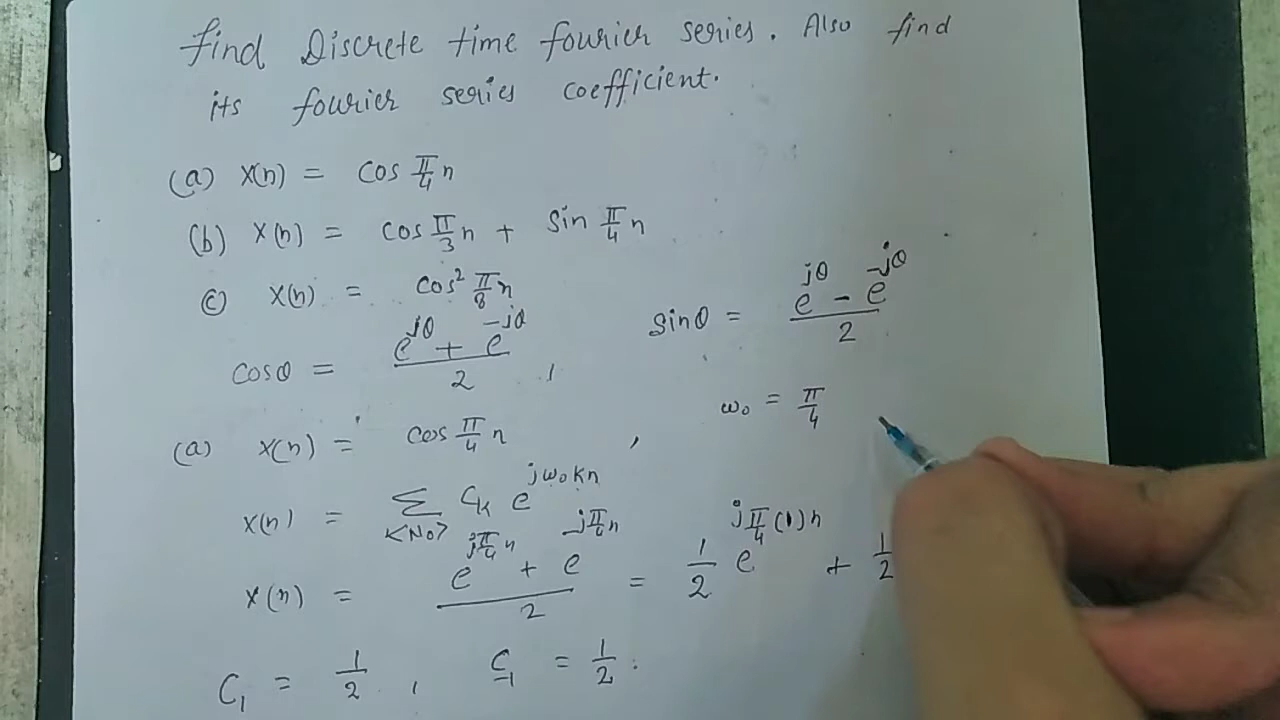 find Discrete time fourier series. Also find
its fourier series coefficient.
(a) x(n) = cos π/4 n
(b) x(n) = cos π/3 n + sin π/4 n
(c) x(n) = cos² π/8 n
cosθ = (e^jθ + e^-jθ)/2 , sinθ = (e^jθ - e^-jθ)/2
(a) x(n) = cos π/4 n , ω₀ = π/4
x(n) = Σ_<N₀> C_k e^jω₀kn
x(n) = (e^jπ/4 n + e^-jπ/4 n)/2 = 1/2 e^jπ/4 (1)n + 1/2
C₁ = 1/2 , C₋₁ = 1/2 .